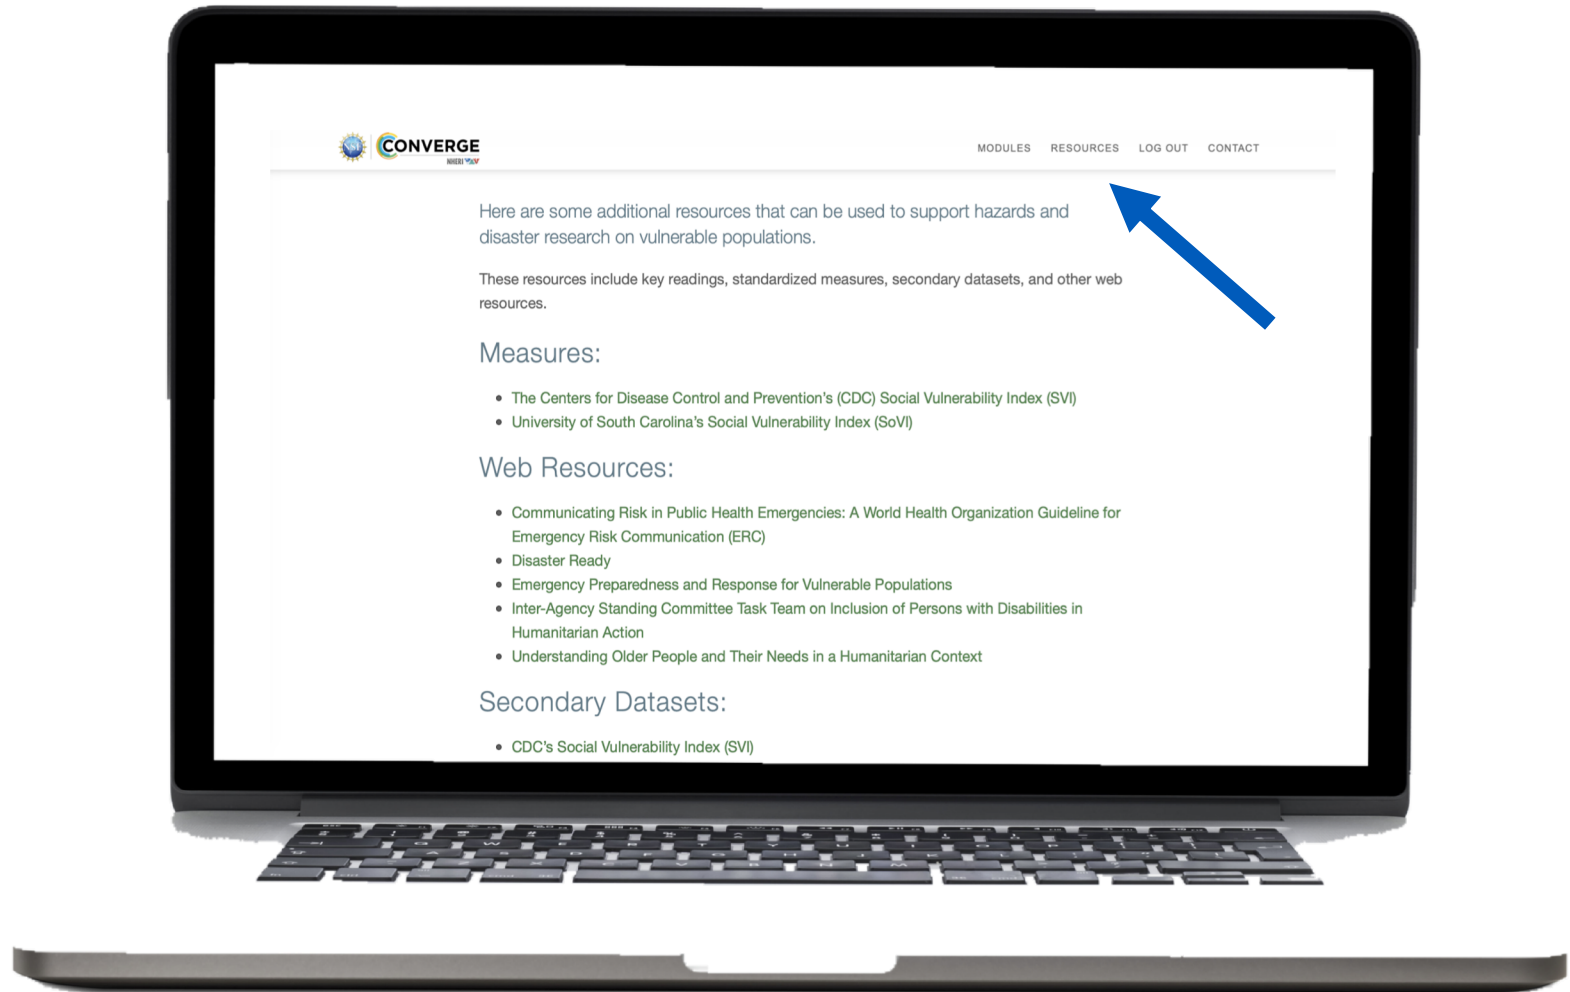 NSF
CONVERGE
NHERI
MODULES RESOURCES LOG OUT CONTACT
Here are some additional resources that can be used to support hazards and
disaster research on vulnerable populations.
These resources include key readings, standardized measures, secondary datasets, and other web
resources.
Measures:
• The Centers for Disease Control and Prevention's (CDC) Social Vulnerability Index (SVI)
• University of South Carolina's Social Vulnerability Index (SoVI)
Web Resources:
• Communicating Risk in Public Health Emergencies: A World Health Organization Guideline for
Emergency Risk Communication (ERC)
• Disaster Ready
• Emergency Preparedness and Response for Vulnerable Populations
• Inter-Agency Standing Committee Task Team on Inclusion of Persons with Disabilities in
Humanitarian Action
• Understanding Older People and Their Needs in a Humanitarian Context
Secondary Datasets:
• CDC's Social Vulnerability Index (SVI)